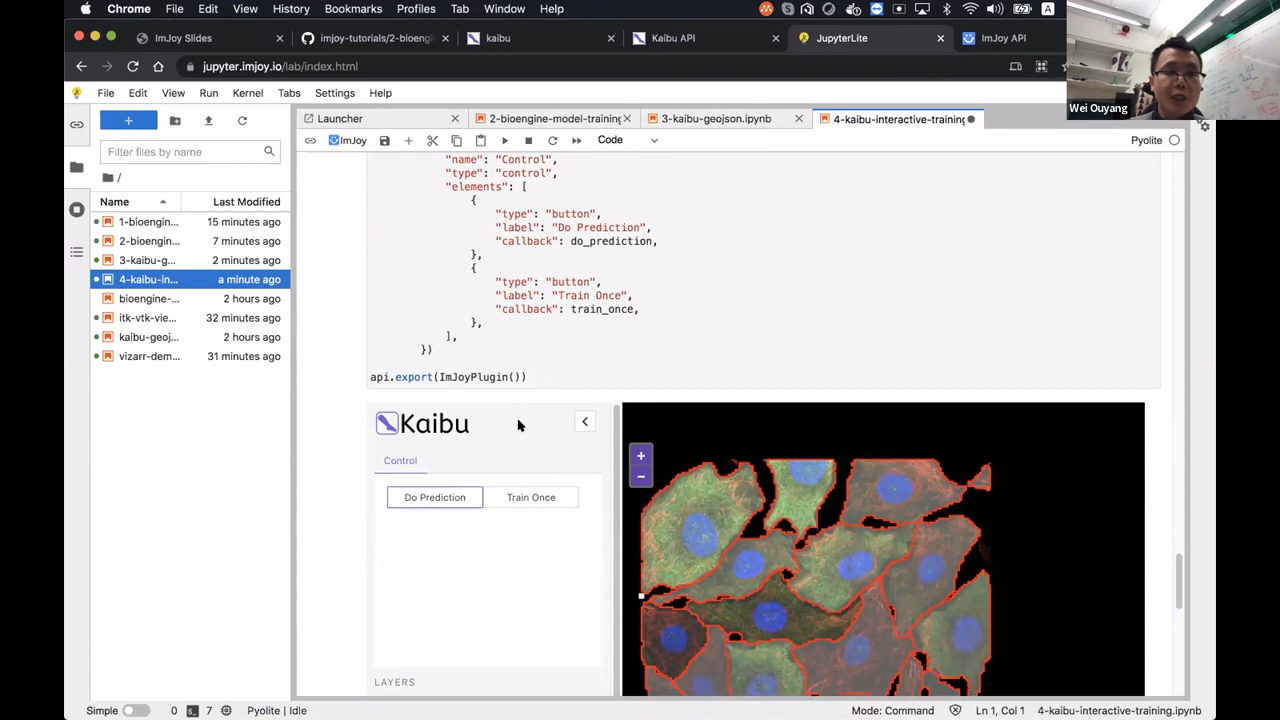 Chrome File Edit View History Bookmarks Profiles Tab Window Help A
ImJoy Slides × imjoy-tutorials/2-bioeng × kaibu × Kaibu API × JupyterLite × ImJoy API
jupyter.imjoy.io/lab/index.html
Wei Ouyang
File Edit View Run Kernel Tabs Settings Help
Launcher × 2-bioengine-model-training × 3-kaibu-geojson.ipynb × 4-kaibu-interactive-training
ImJoy Code Pyolite
Filter files by name
/
Name Last Modified
1-bioengin... 15 minutes ago
2-bioengin... 7 minutes ago
3-kaibu-g... 2 minutes ago
4-kaibu-in... a minute ago
bioengine-... 2 hours ago
itk-vtk-vie... 32 minutes ago
kaibu-geoj... 2 hours ago
vizarr-dem... 31 minutes ago
"name": "Control",
"type": "control",
"elements": [
{
"type": "button",
"label": "Do Prediction",
"callback": do_prediction,
},
{
"type": "button",
"label": "Train Once",
"callback": train_once,
},
],
})
api.export(ImJoyPlugin())
Kaibu
Control
Do Prediction Train Once
+
−
LAYERS
Simple 0 7 Pyolite | Idle Mode: Command Ln 1, Col 1 4-kaibu-interactive-training.ipynb